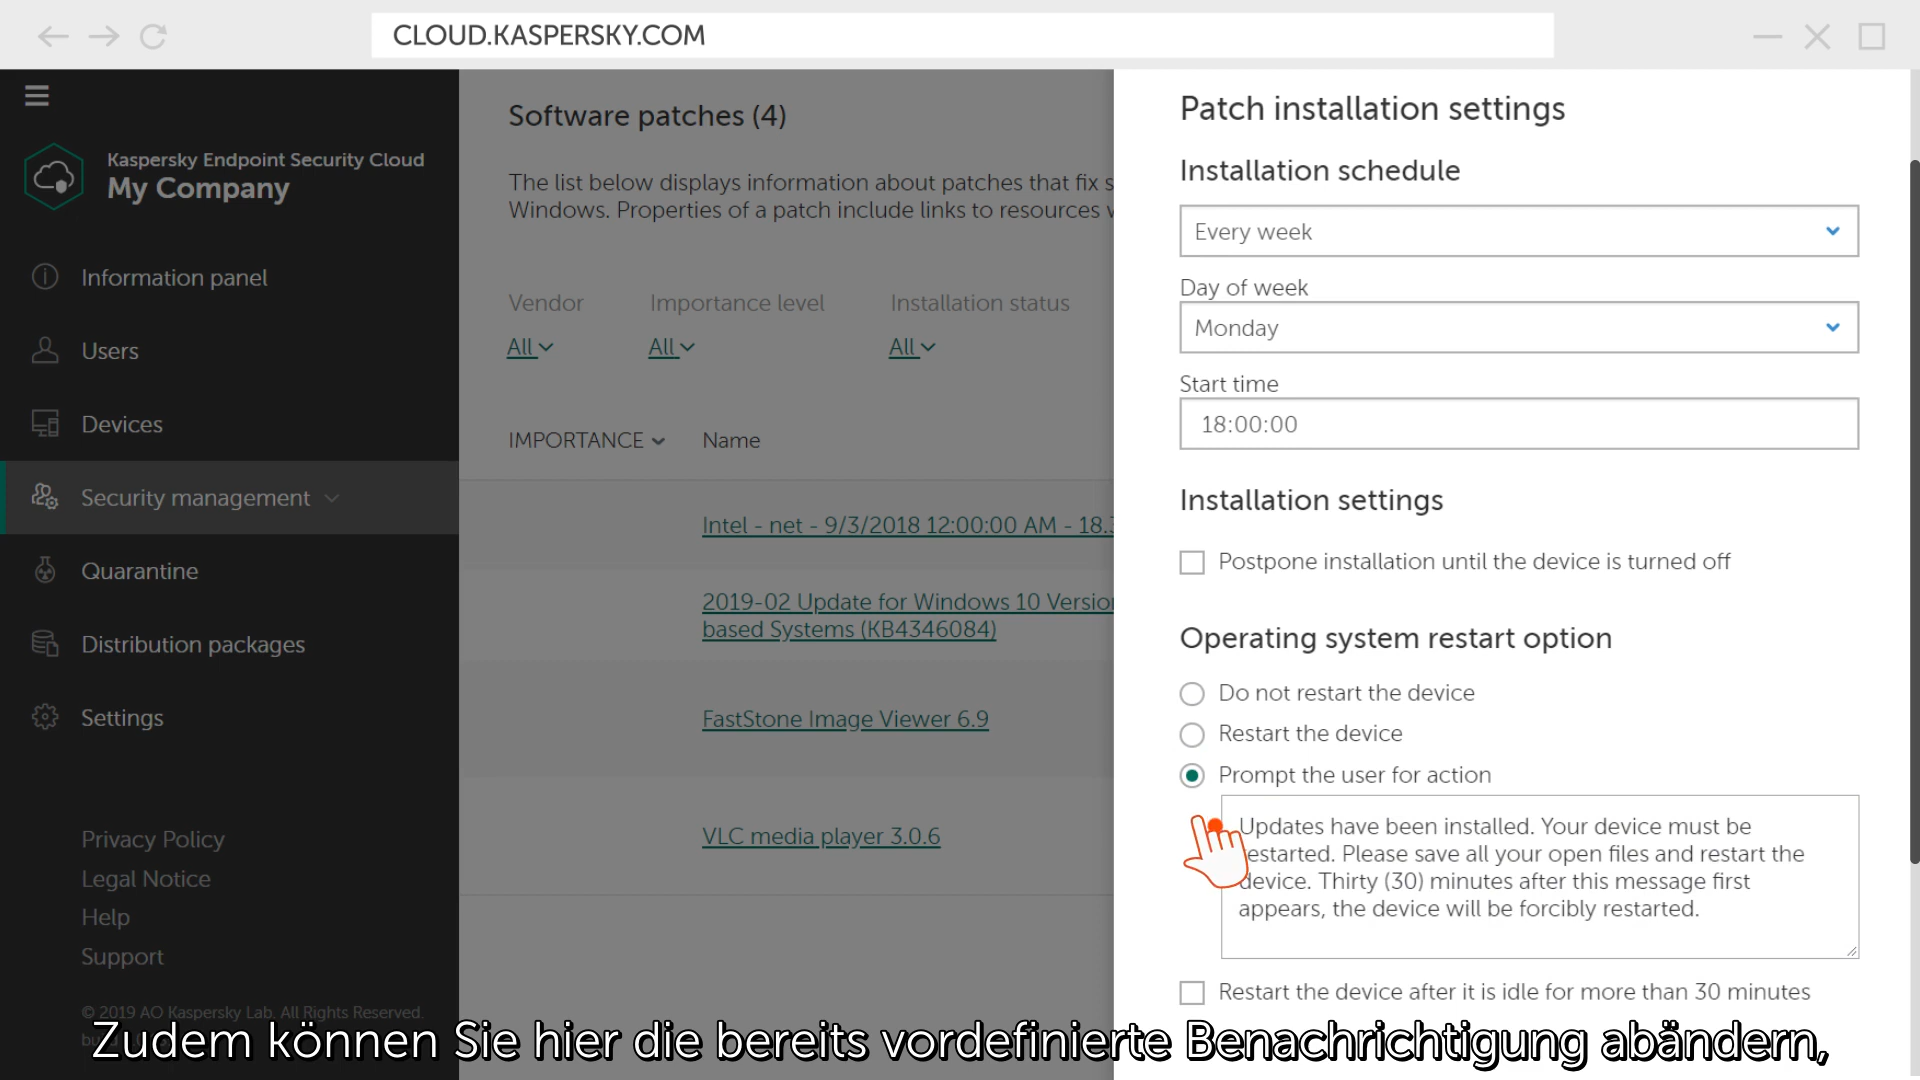 CLOUD.KASPERSKY.COM
Kaspersky Endpoint Security Cloud
My Company
Information panel
Users
Devices
Security management
Quarantine
Distribution packages
Settings
Privacy Policy
Legal Notice
Help
Support
© 2019 AO Kaspersky Lab. All Rights Reserved.
Software patches (4)
The list below displays information about patches that fix s
Windows. Properties of a patch include links to resources
Vendor
Importance level
Installation status
All
All
All
IMPORTANCE
Name
Intel - net - 9/3/2018 12:00:00 AM - 18.
2019-02 Update for Windows 10 Version
based Systems (KB4346084)
FastStone Image Viewer 6.9
VLC media player 3.0.6
Patch installation settings
Installation schedule
Every week
Day of week
Monday
Start time
18:00:00
Installation settings
Postpone installation until the device is turned off
Operating system restart option
Do not restart the device
Restart the device
Prompt the user for action
Updates have been installed. Your device must be
estarted. Please save all your open files and restart the
device. Thirty (30) minutes after this message first
appears, the device will be forcibly restarted.
Restart the device after it is idle for more than 30 minutes
Zudem können Sie hier die bereits vordefinierte Benachrichtigung abändern,